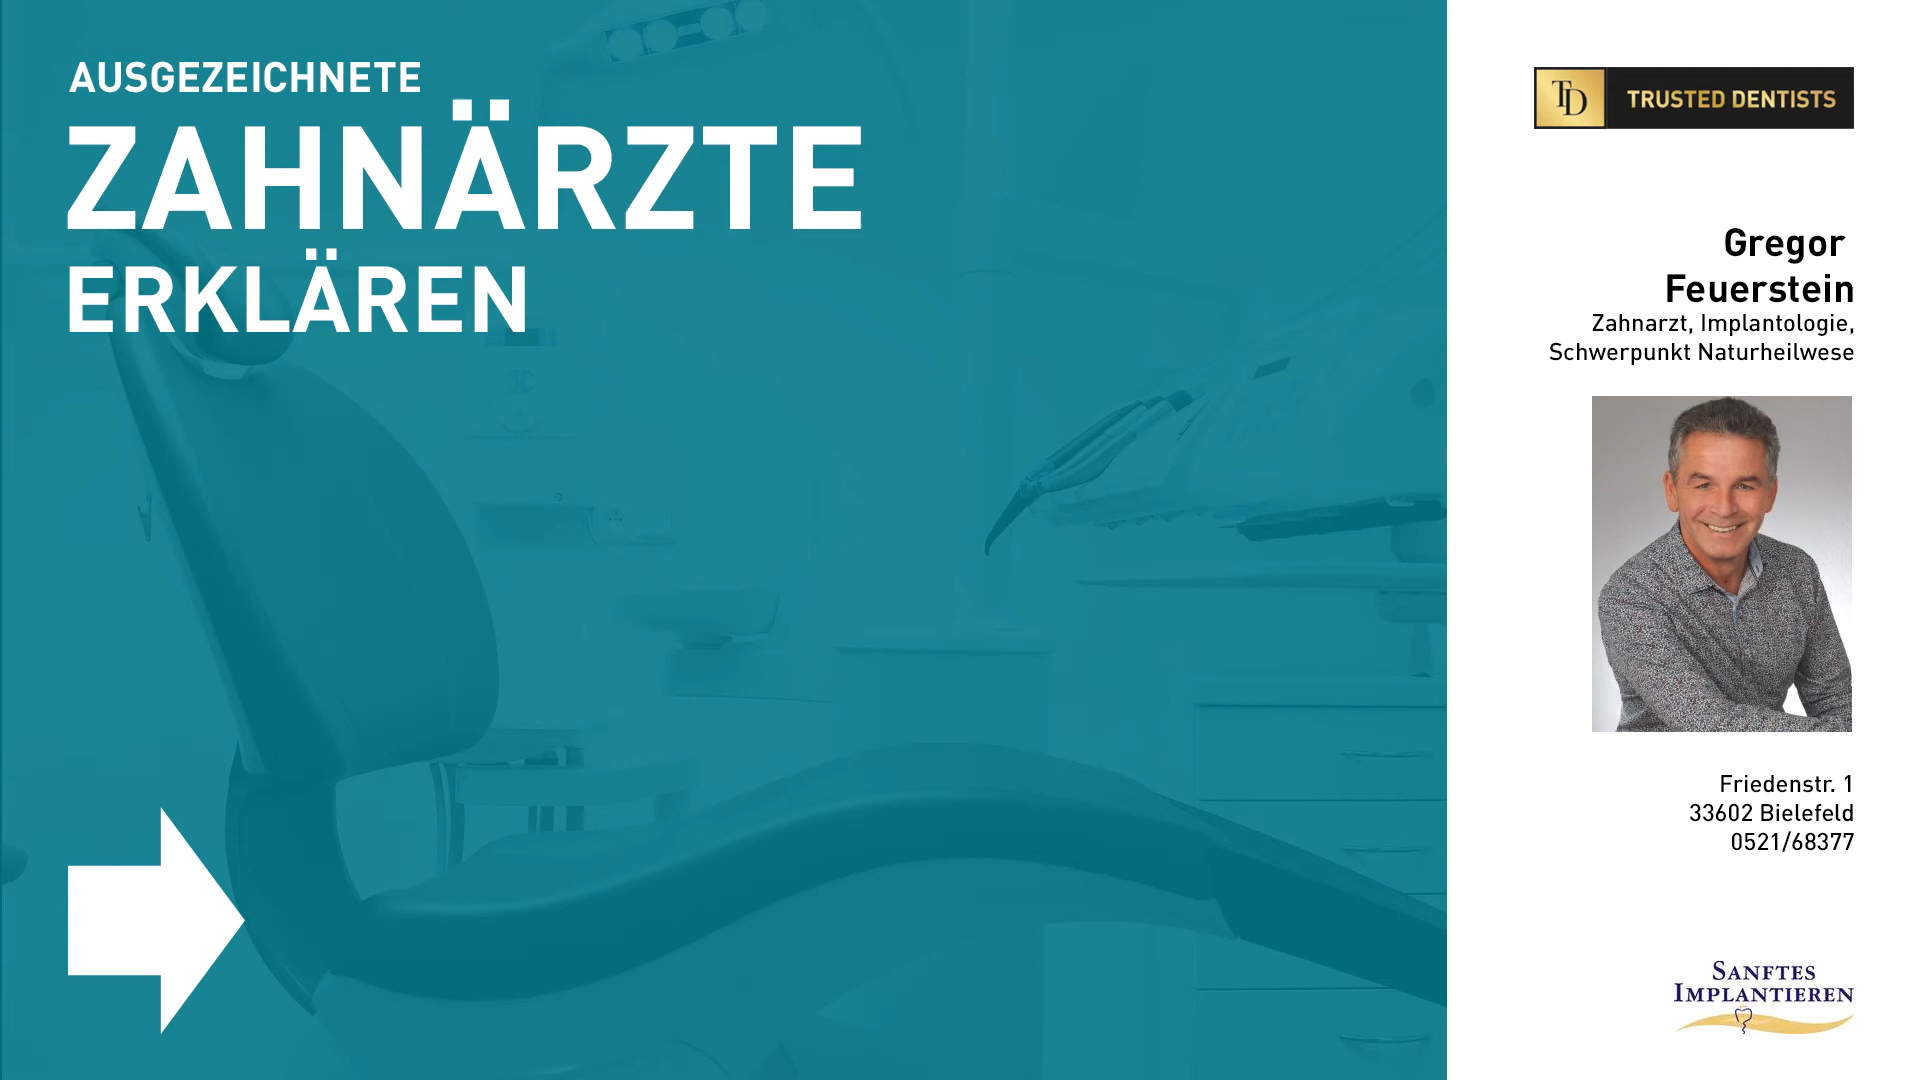 AUSGEZEICHNETE
ZAHNÄRZTE
ERKLÄREN
TD TRUSTED DENTISTS
Gregor
Feuerstein
Zahnarzt, Implantologie,
Schwerpunkt Naturheilwese
Friedenstr. 1
33602 Bielefeld
0521/68377
SANFTES
IMPLANTIEREN